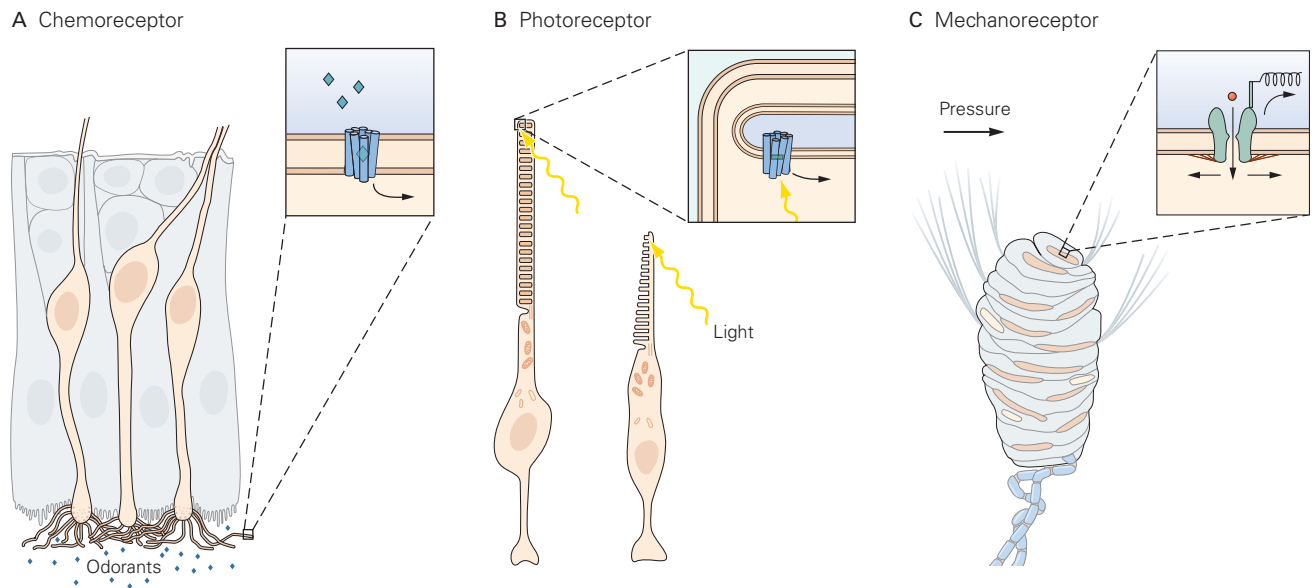 A Chemoreceptor
B Photoreceptor
C Mechanoreceptor
Pressure
Light
Odorants